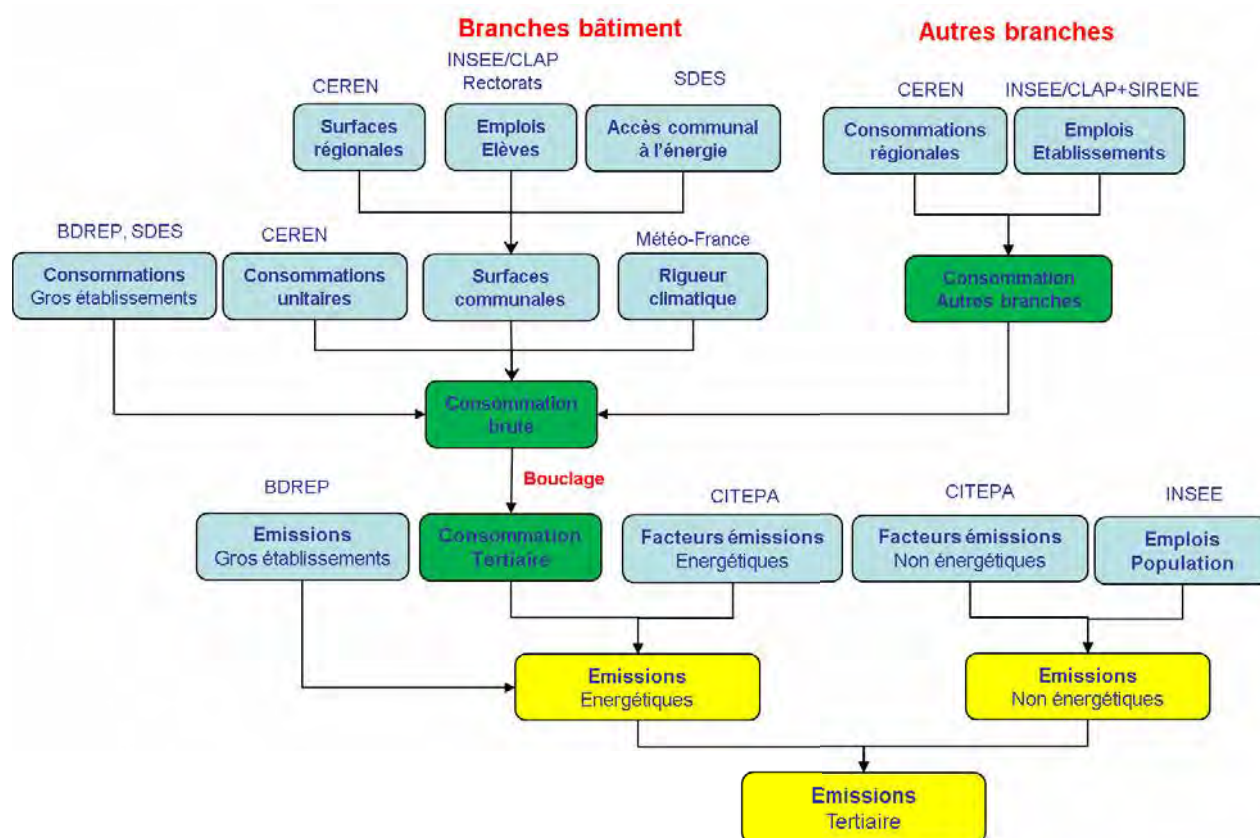 Branches bâtiment
Autres branches
CEREN
INSEE/CLAP
Rectorats
SDES
CEREN
INSEE/CLAP+SIRENE
Surfaces
régionales
Emplois
Elèves
Accès communal
à l'énergie
Consommations
régionales
Emplois
Etablissements
BDREP, SDES
CEREN
Météo-France
Consommations
Gros établissements
Consommations
unitaires
Surfaces
communales
Rigueur
climatique
Consommation
Autres branches
Consommation
brute
Bouclage
BDREP
CITEPA
CITEPA
INSEE
Emissions
Gros établissements
Consommation
Tertiaire
Facteurs émissions
Energétiques
Facteurs émissions
Non énergétiques
Emplois
Population
Emissions
Energétiques
Emissions
Non énergétiques
Emissions
Tertiaire